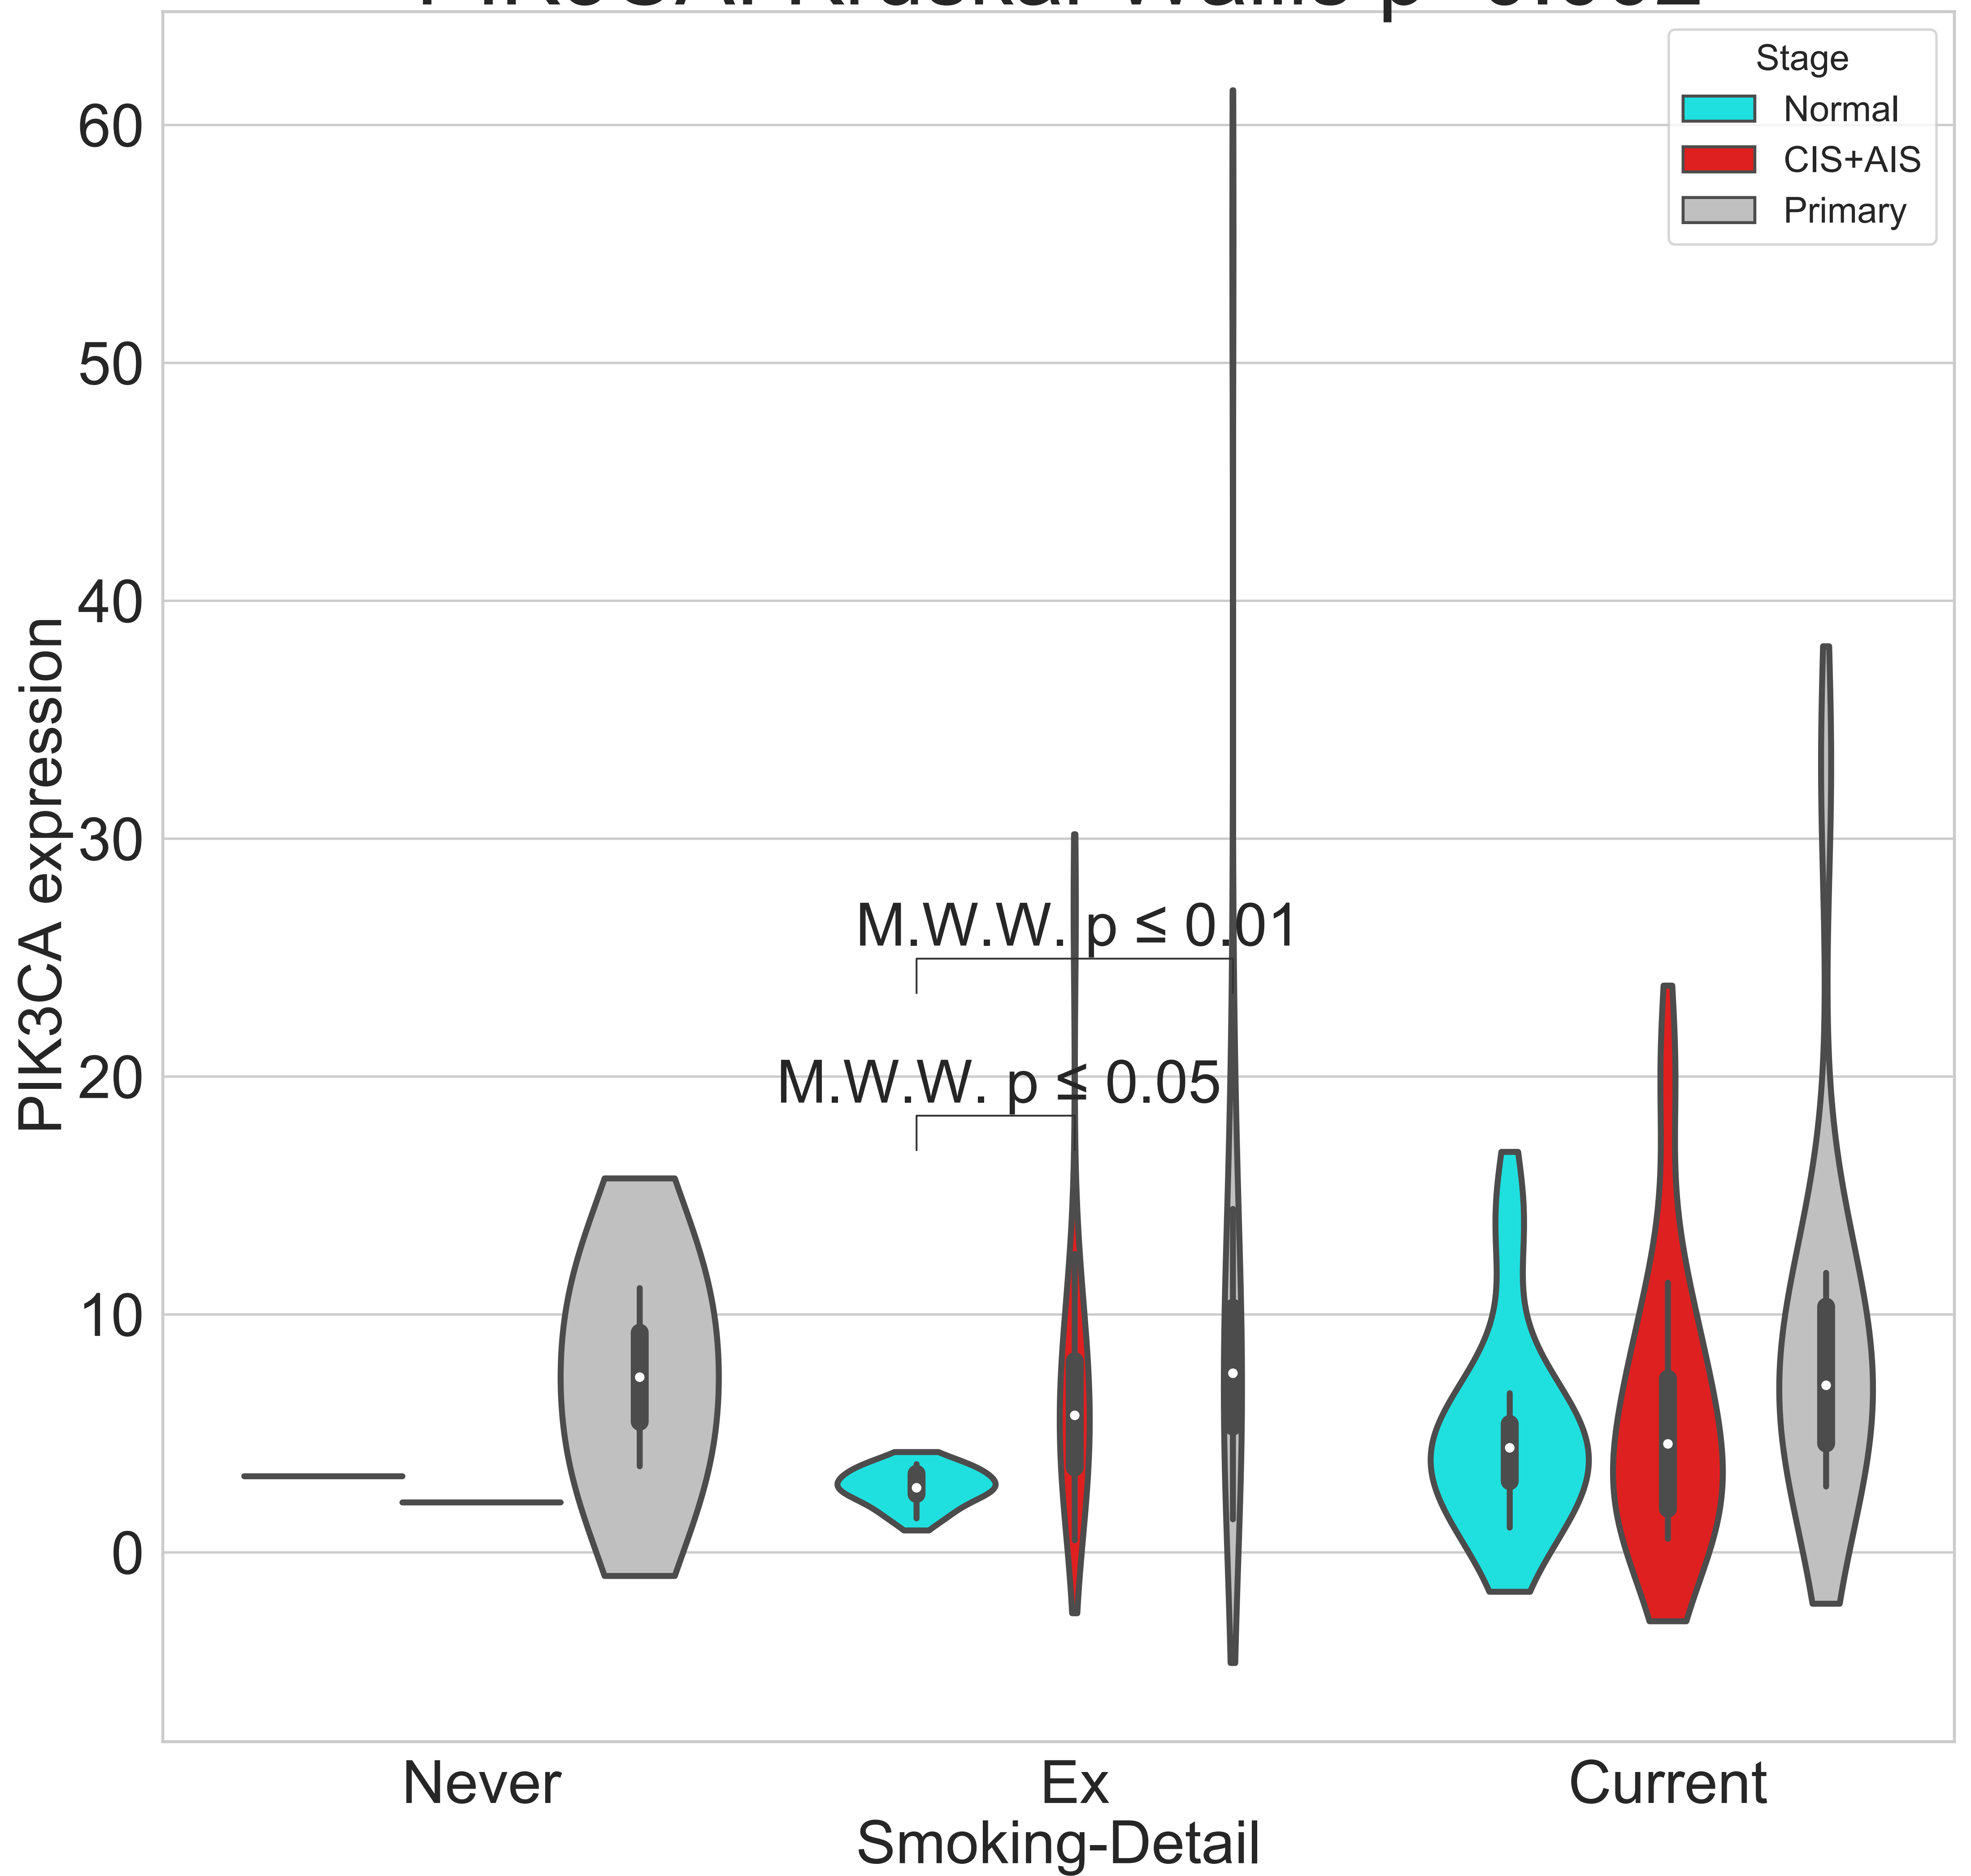 Stage
Normal
CIS+AIS
Primary
60
50
40
30
20
10
0
PIK3CA expression
M.W.W. p ≤ 0.01
M.W.W. p ≤ 0.05
Never
Ex
Current
Smoking-Detail